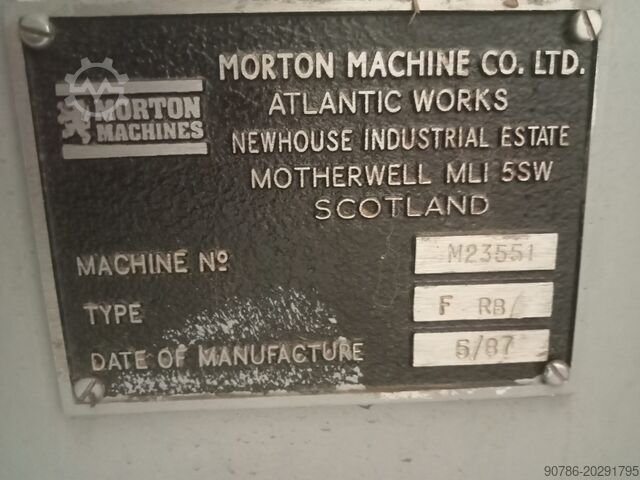 MORTON
MACHINES
MORTON MACHINE CO. LTD.
ATLANTIC WORKS
NEWHOUSE INDUSTRIAL ESTATE
MOTHERWELL ML1 5SW
SCOTLAND
MACHINE Nº M23551
TYPE F RB/
DATE OF MANUFACTURE 5/87
90786-20291795